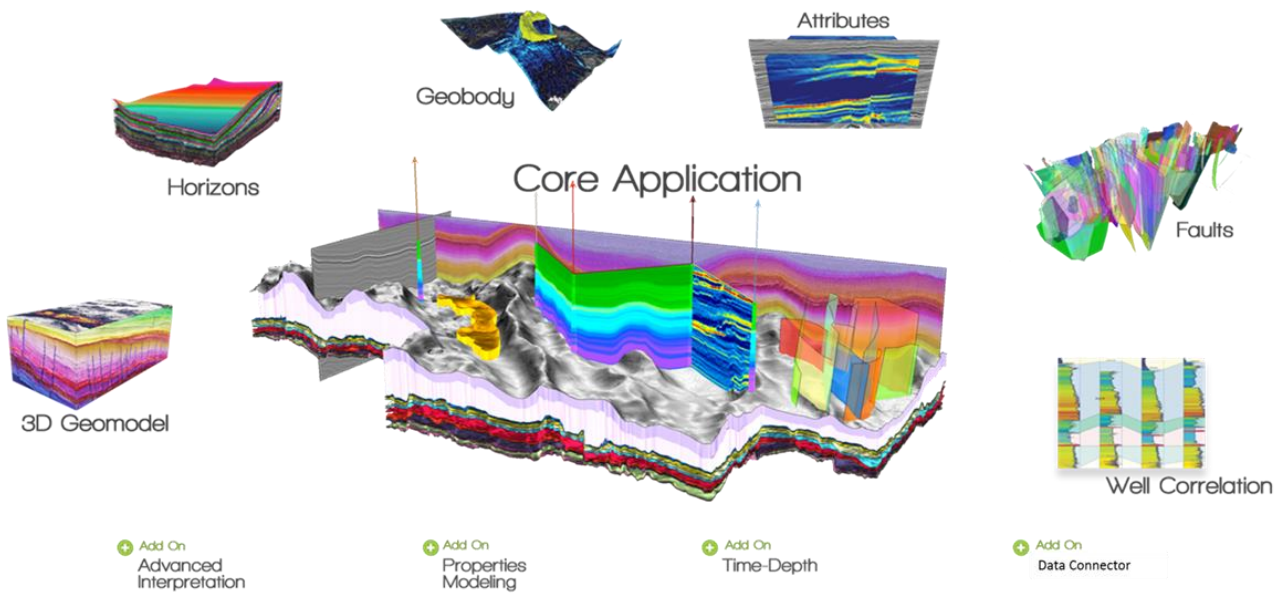 Attributes
Geobody
Horizons
Core Application
Faults
3D Geomodel
Well Correlation
Add On
Advanced
Interpretation
Add On
Properties
Modeling
Add On
Time-Depth
Add On
Data Connector